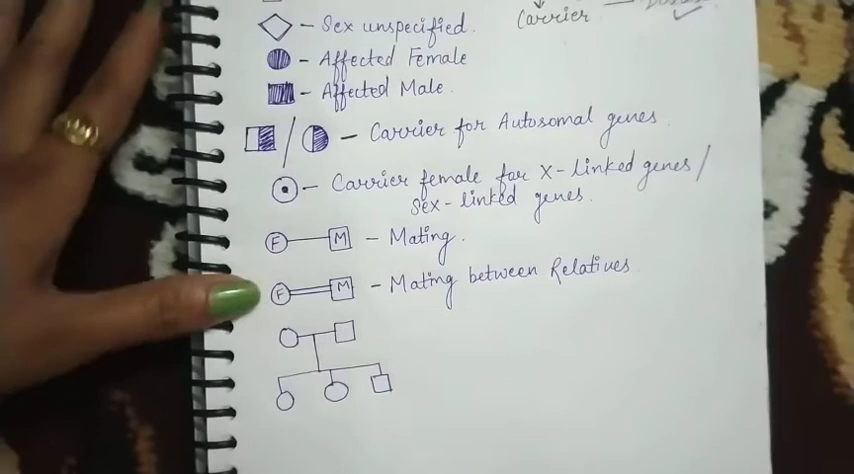 – Sex unspecified.
Carrier
– Affected Female
– Affected Male.
– Carrier for Autosomal genes
– Carrier female for X-linked genes/
Sex-linked genes.
F M – Mating.
F M – Mating between Relatives